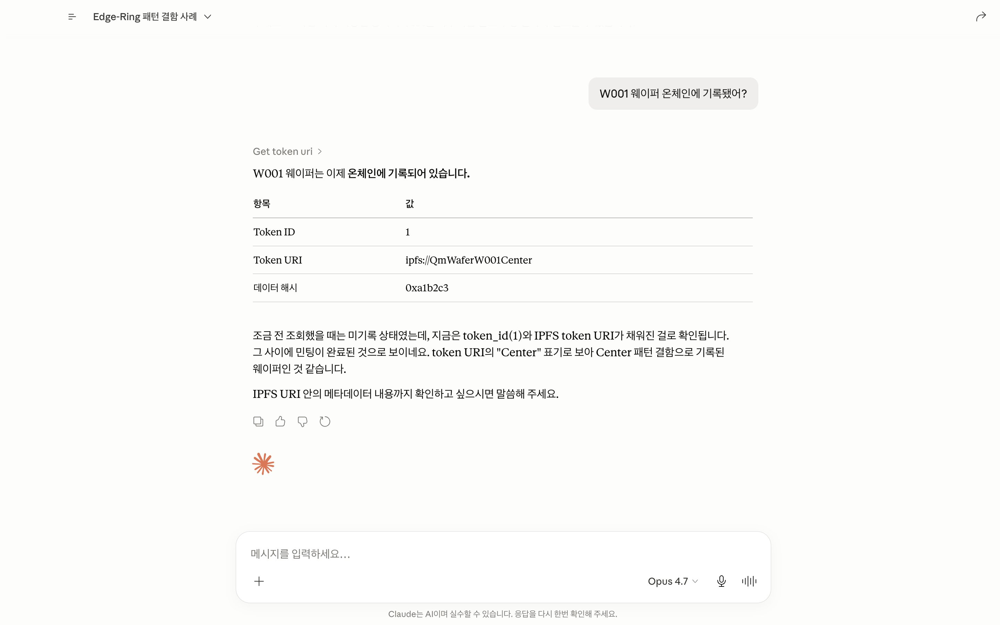 Edge-Ring 패턴 결함 사례
W001 웨이퍼 온체인에 기록됐어?
Get token uri
W001 웨이퍼는 이제 온체인에 기록되어 있습니다.
항목 값
Token ID 1
Token URI ipfs://QmWaferW001Center
데이터 해시 0xa1b2c3
조금 전 조회했을 때는 미기록 상태였는데, 지금은 token_id(1)와 IPFS token URI가 채워진 걸로 확인됩니다.
그 사이에 민팅이 완료된 것으로 보이네요. token URI의 "Center" 표기로 보아 Center 패턴 결함으로 기록된
웨이퍼인 것 같습니다.
IPFS URI 안의 메타데이터 내용까지 확인하고 싶으시면 말씀해 주세요.
메시지를 입력하세요...
Opus 4.7
Claude는 AI이며 실수할 수 있습니다. 응답을 다시 한번 확인해 주세요.